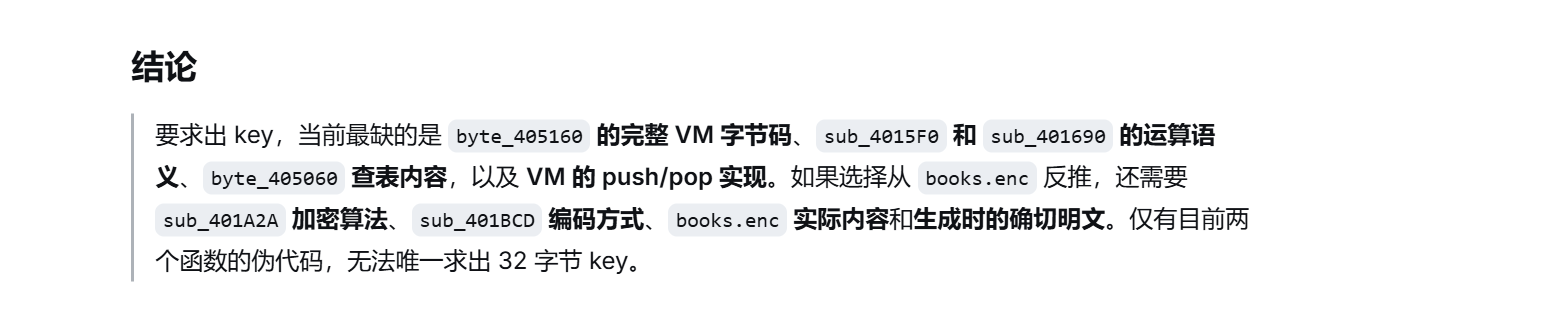 结论
要求出 key，当前最缺的是 byte_405160 的完整 VM 字节码、sub_4015F0 和 sub_401690 的运算语
义、byte_405060 查表内容，以及 VM 的 push/pop 实现。如果选择从 books.enc 反推，还需要
sub_401A2A 加密算法、sub_401BCD 编码方式、books.enc 实际内容和生成时的确切明文。仅有目前两
个函数的伪代码，无法唯一求出 32 字节 key。